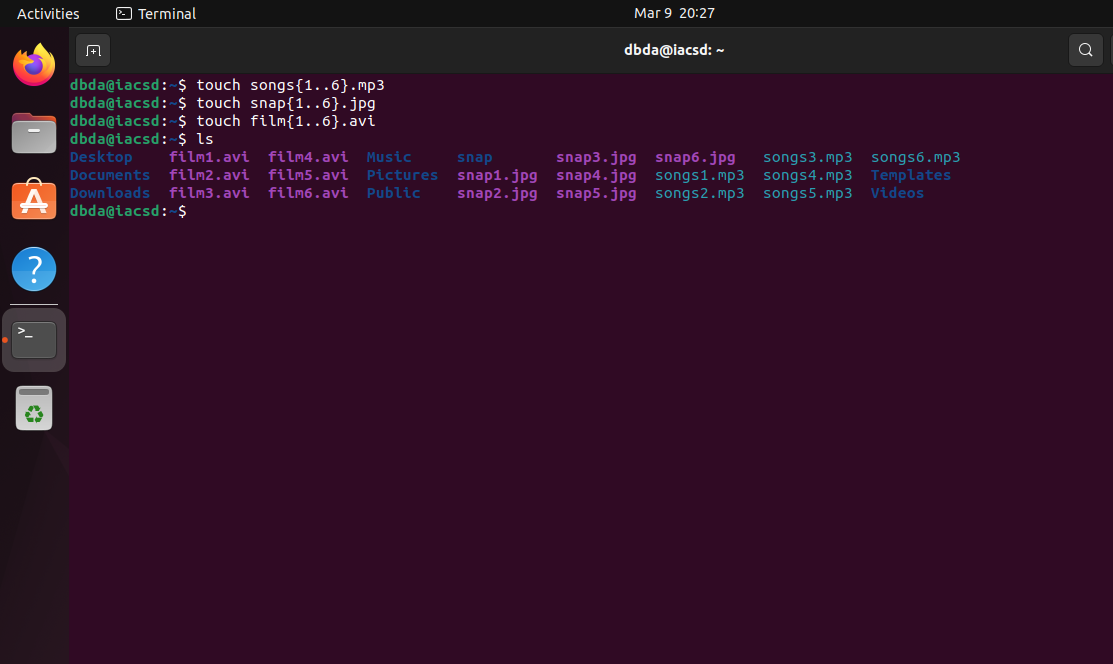 Activities Terminal Mar 9 20:27
dbda@iacsd: ~
dbda@iacsd:~$ touch songs{1..6}.mp3
dbda@iacsd:~$ touch snap{1..6}.jpg
dbda@iacsd:~$ touch film{1..6}.avi
dbda@iacsd:~$ ls
Desktop film1.avi film4.avi Music snap snap3.jpg snap6.jpg songs3.mp3 songs6.mp3
Documents film2.avi film5.avi Pictures snap1.jpg snap4.jpg songs1.mp3 songs4.mp3 Templates
Downloads film3.avi film6.avi Public snap2.jpg snap5.jpg songs2.mp3 songs5.mp3 Videos
dbda@iacsd:~$